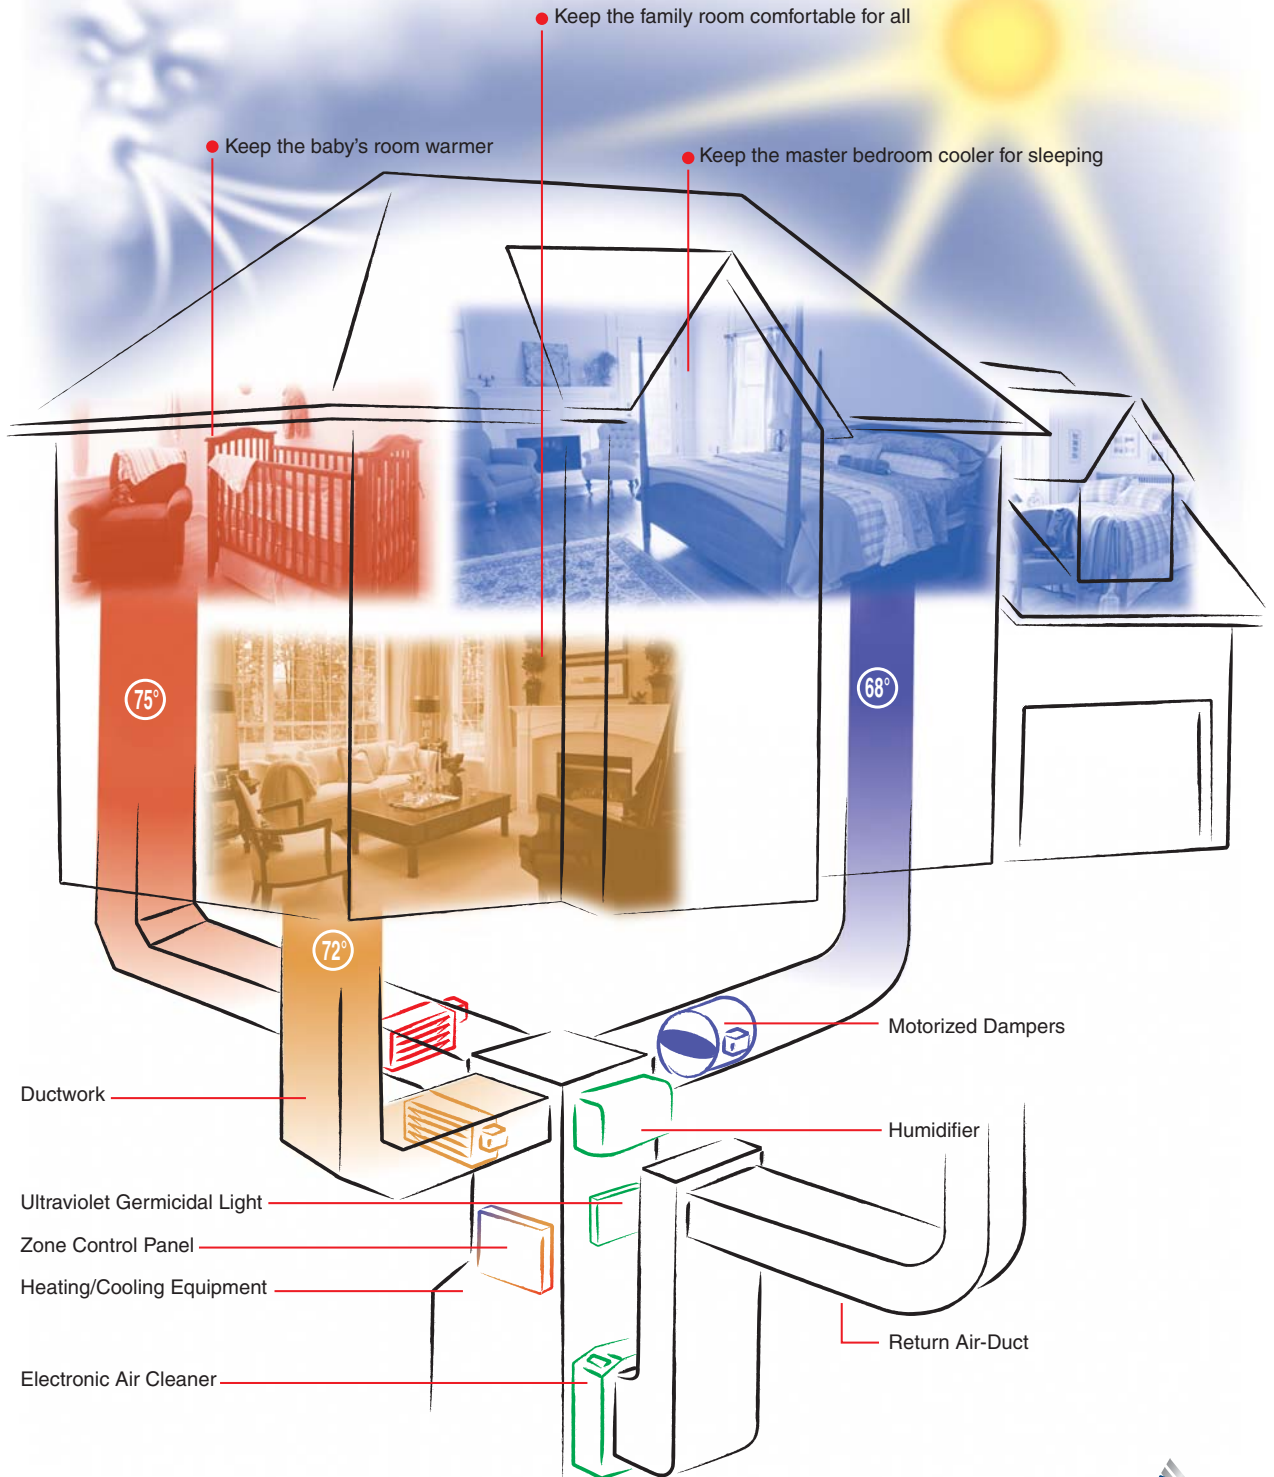 Keep the family room comfortable for all
Keep the baby’s room warmer
Keep the master bedroom cooler for sleeping
75°
68°
72°
Motorized Dampers
Ductwork
Humidifier
Ultraviolet Germicidal Light
Zone Control Panel
Heating/Cooling Equipment
Return Air-Duct
Electronic Air Cleaner